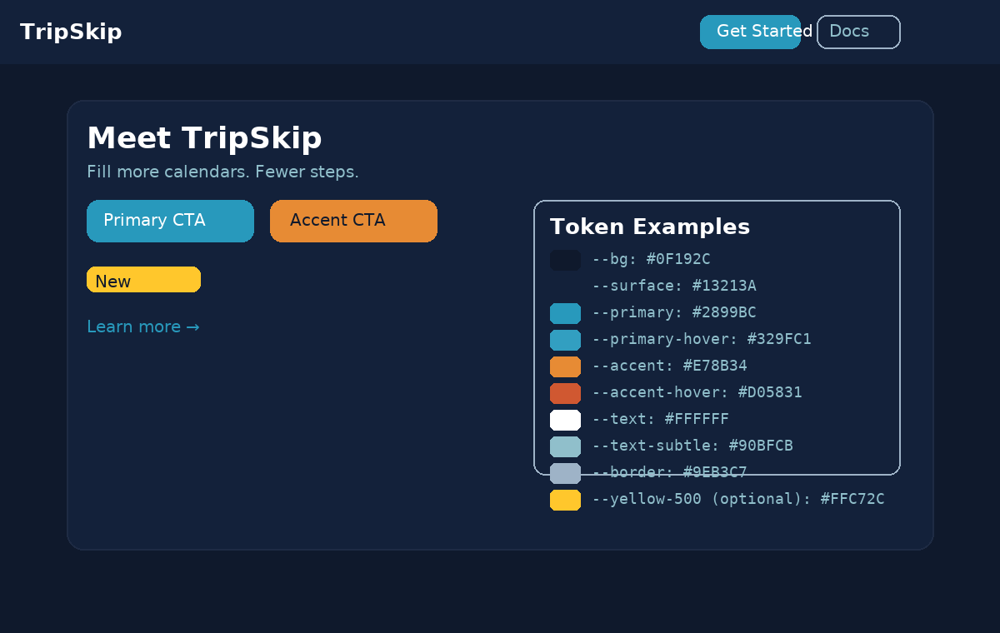 TripSkip
Get Started
Docs
Meet TripSkip
Fill more calendars. Fewer steps.
Primary CTA
Accent CTA
New
Learn more →
Token Examples
--bg: #0F192C
--surface: #13213A
--primary: #2899BC
--primary-hover: #329FC1
--accent: #E78B34
--accent-hover: #D05831
--text: #FFFFFF
--text-subtle: #90BFCB
--border: #9EB3C7
--yellow-500 (optional): #FFC72C